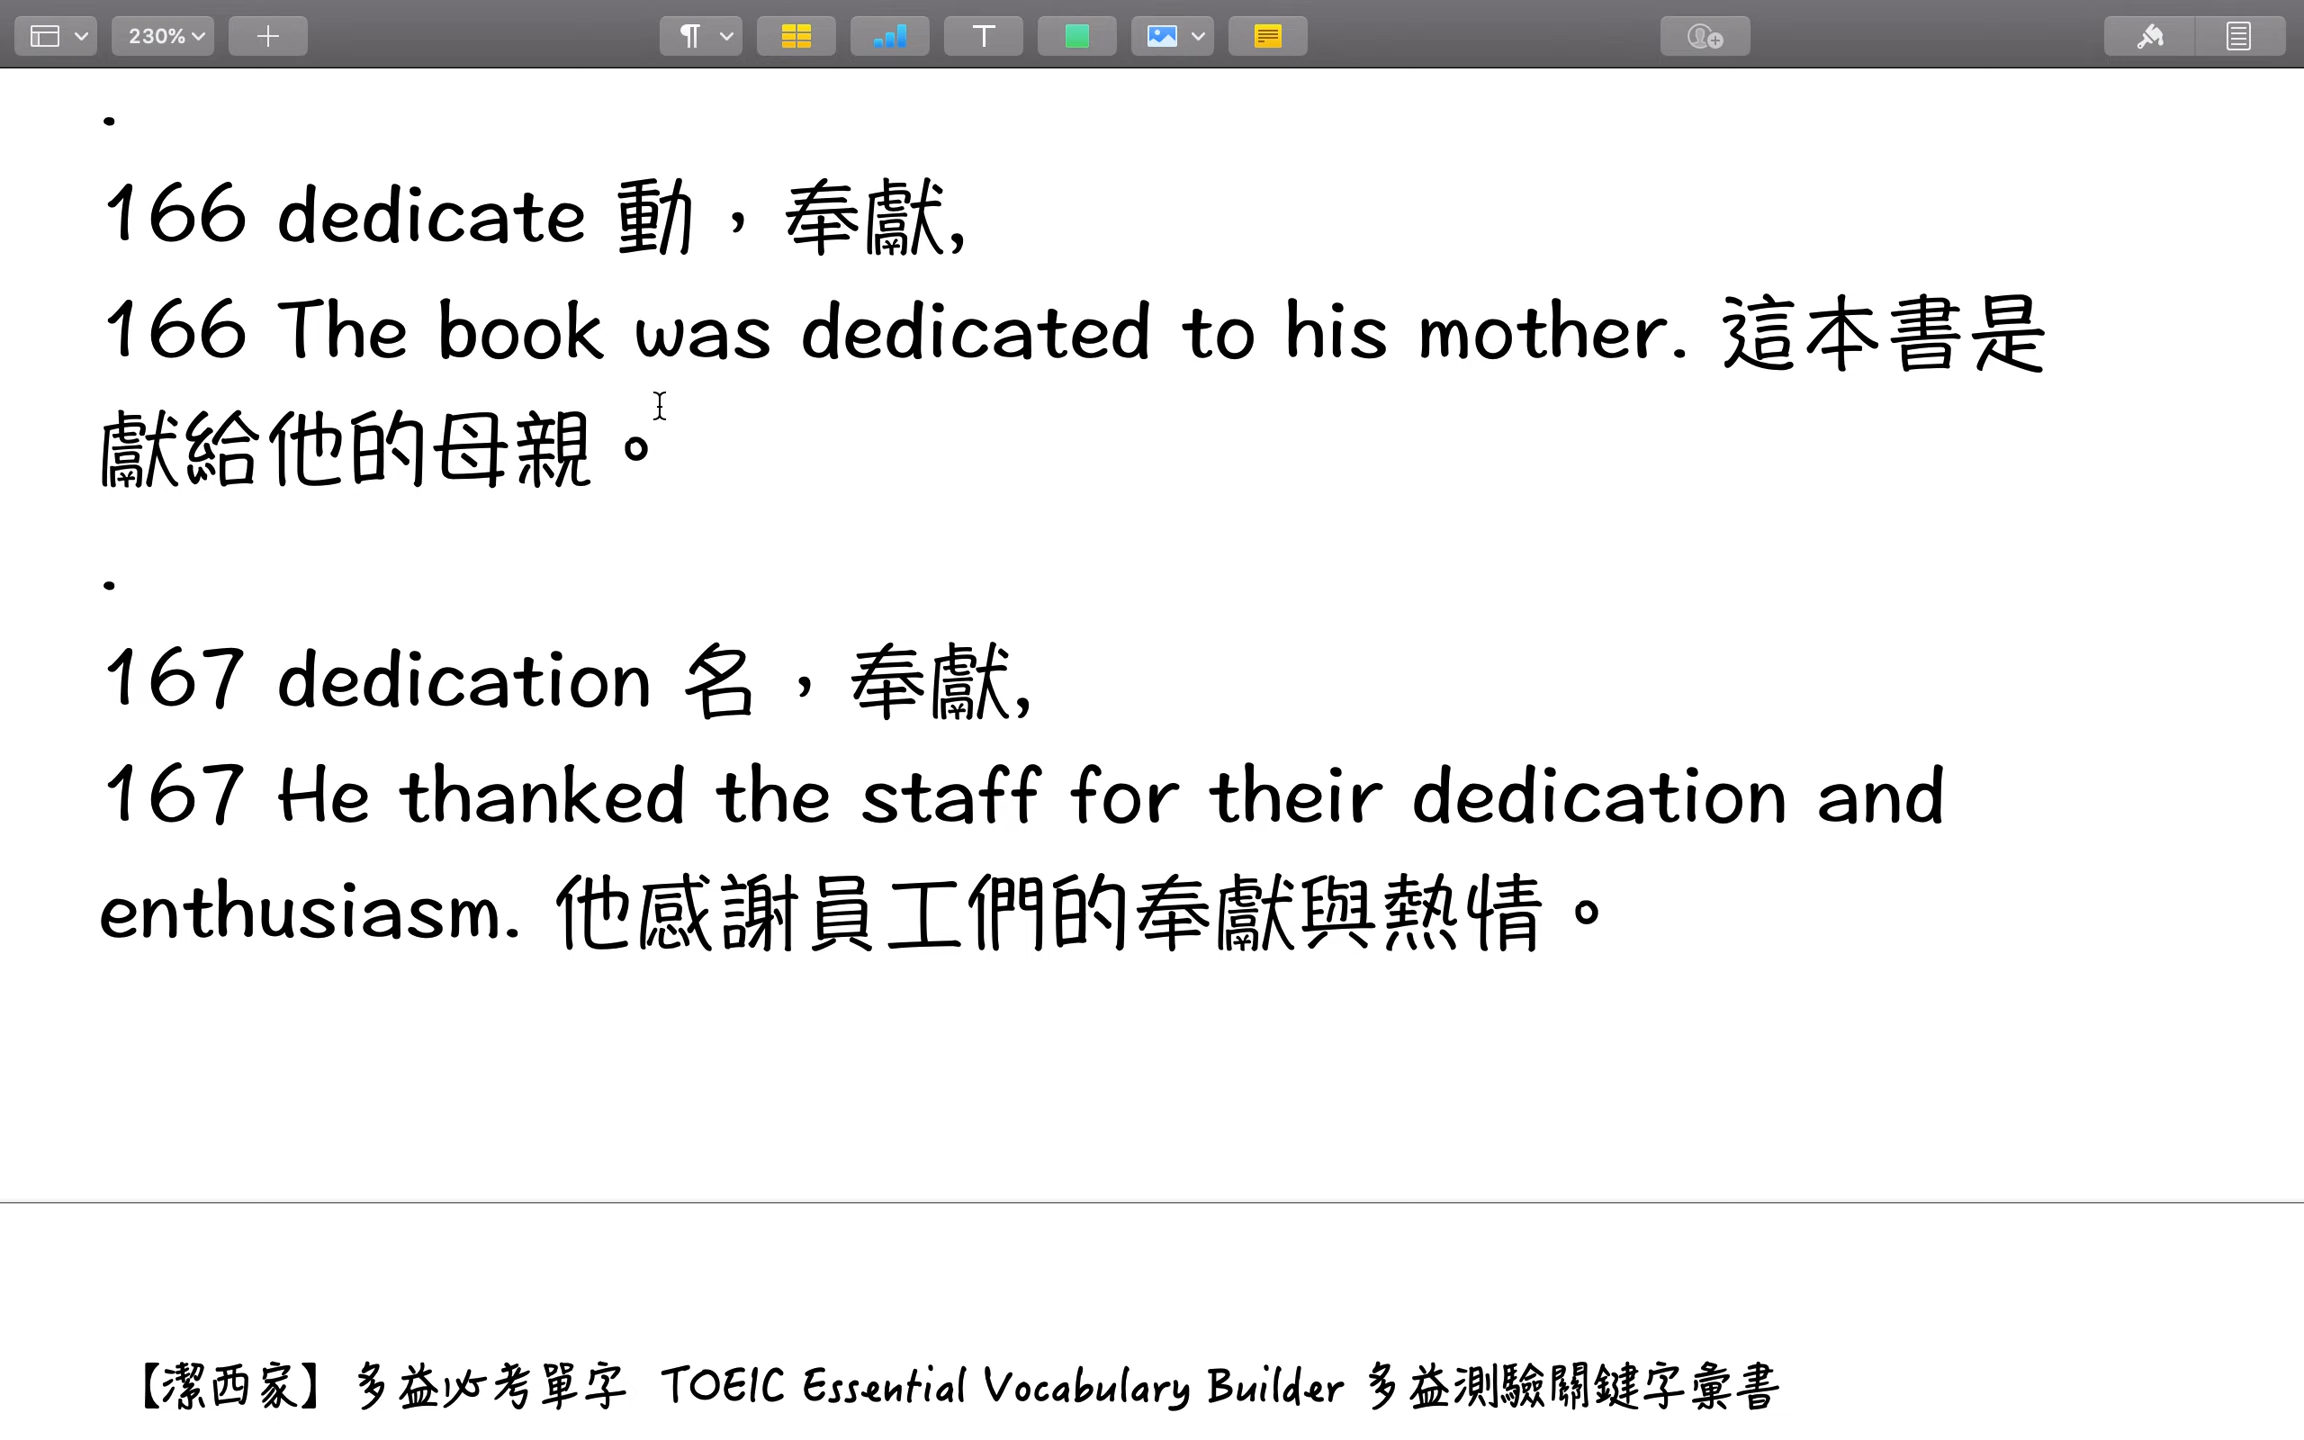 230%
.
166 dedicate 動，奉獻,
166 The book was dedicated to his mother. 這本書是
獻給他的母親。
.
167 dedication 名，奉獻,
167 He thanked the staff for their dedication and
enthusiasm. 他感謝員工們的奉獻與熱情。
【潔西家】多益必考單字 TOEIC Essential Vocabulary Builder 多益測驗關鍵字彙書